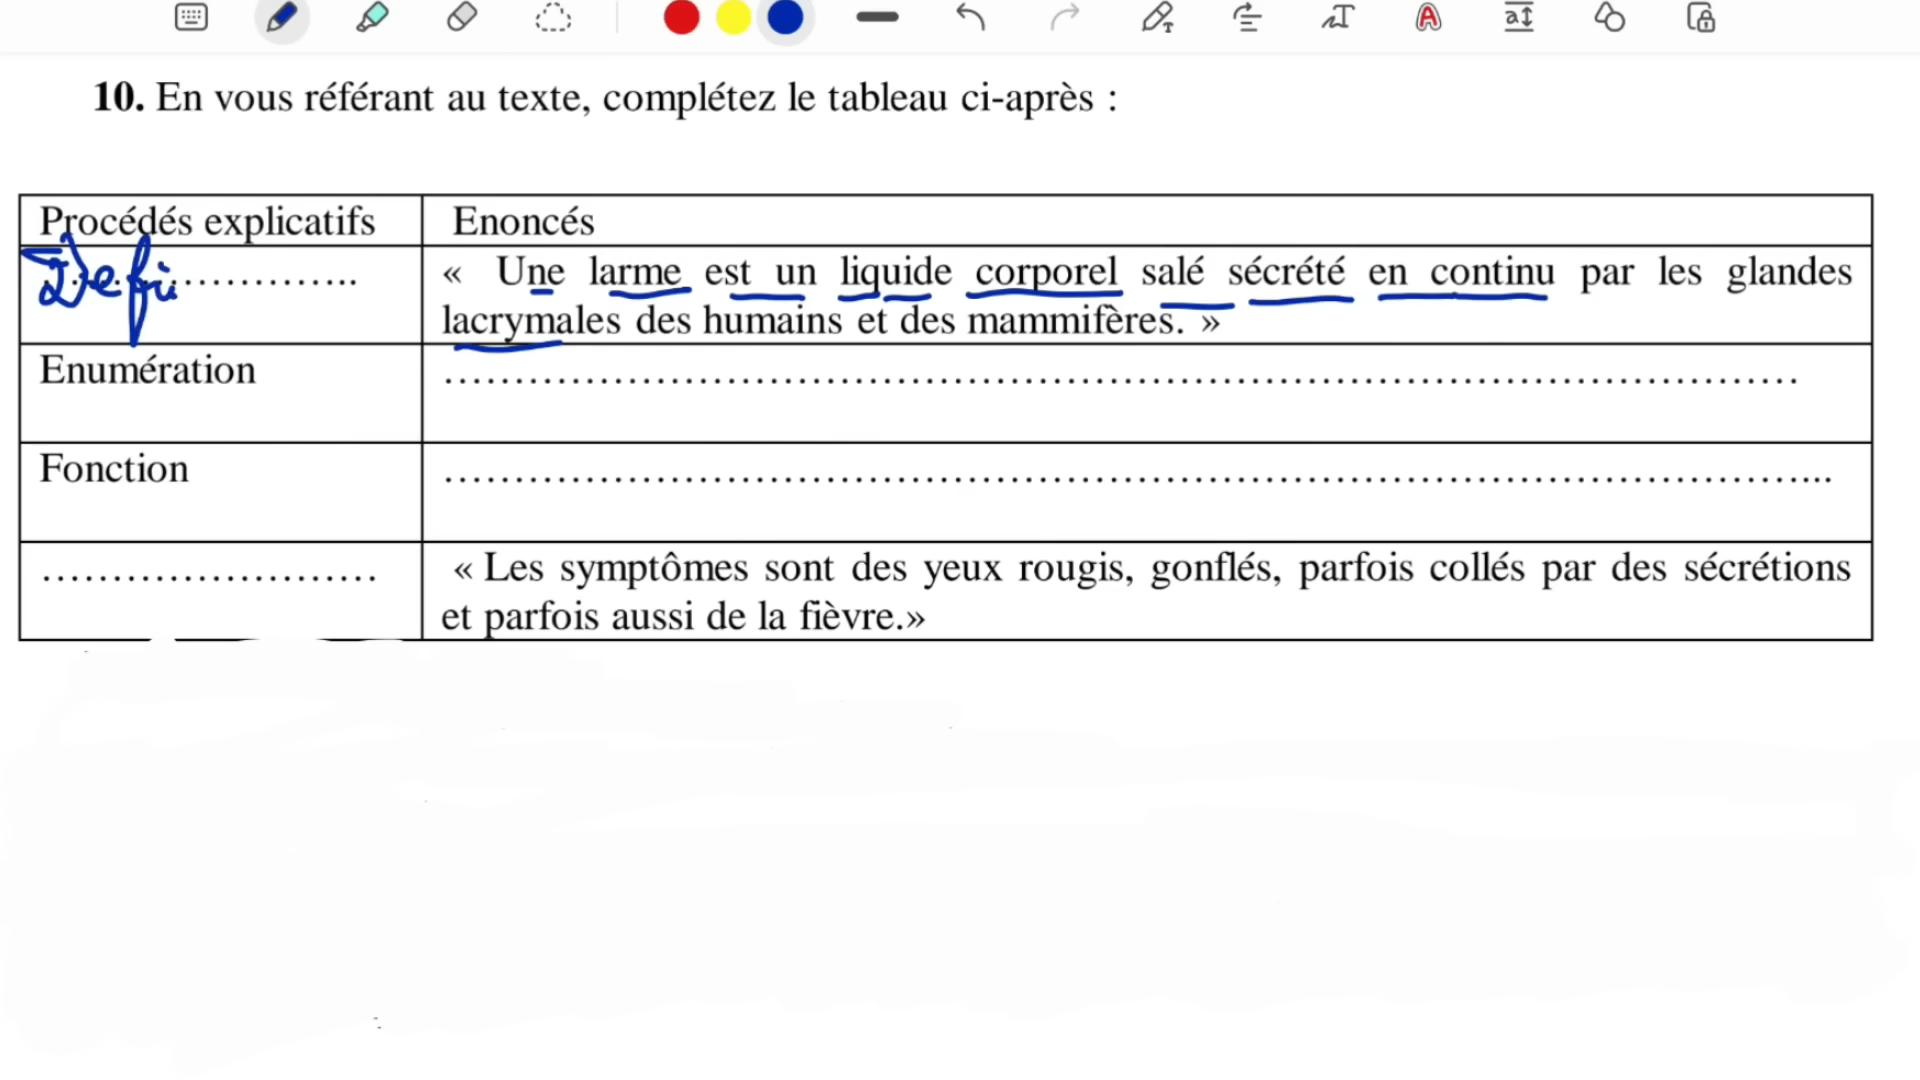 10. En vous référant au texte, complétez le tableau ci-après :
Procédés explicatifs
Enoncés
Defi..............
« Une larme est un liquide corporel salé sécrété en continu par les glandes
lacrymales des humains et des mammifères. »
Enumération
................................................................................................
Fonction
...................................................................................................
........................
« Les symptômes sont des yeux rougis, gonflés, parfois collés par des sécrétions
et parfois aussi de la fièvre.»